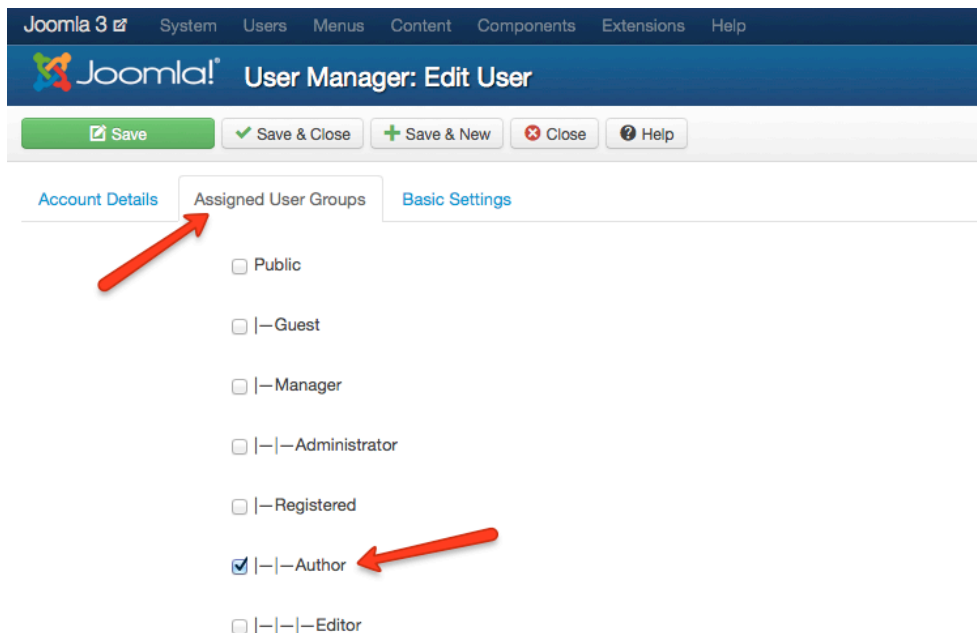 Joomla 3 System Users Menus Content Components Extensions Help
Joomla!® User Manager: Edit User
Save Save & Close Save & New Close Help
Account Details Assigned User Groups Basic Settings
Public
|—Guest
|—Manager
|—|—Administrator
|—Registered
|—|—Author
|—|—|—Editor